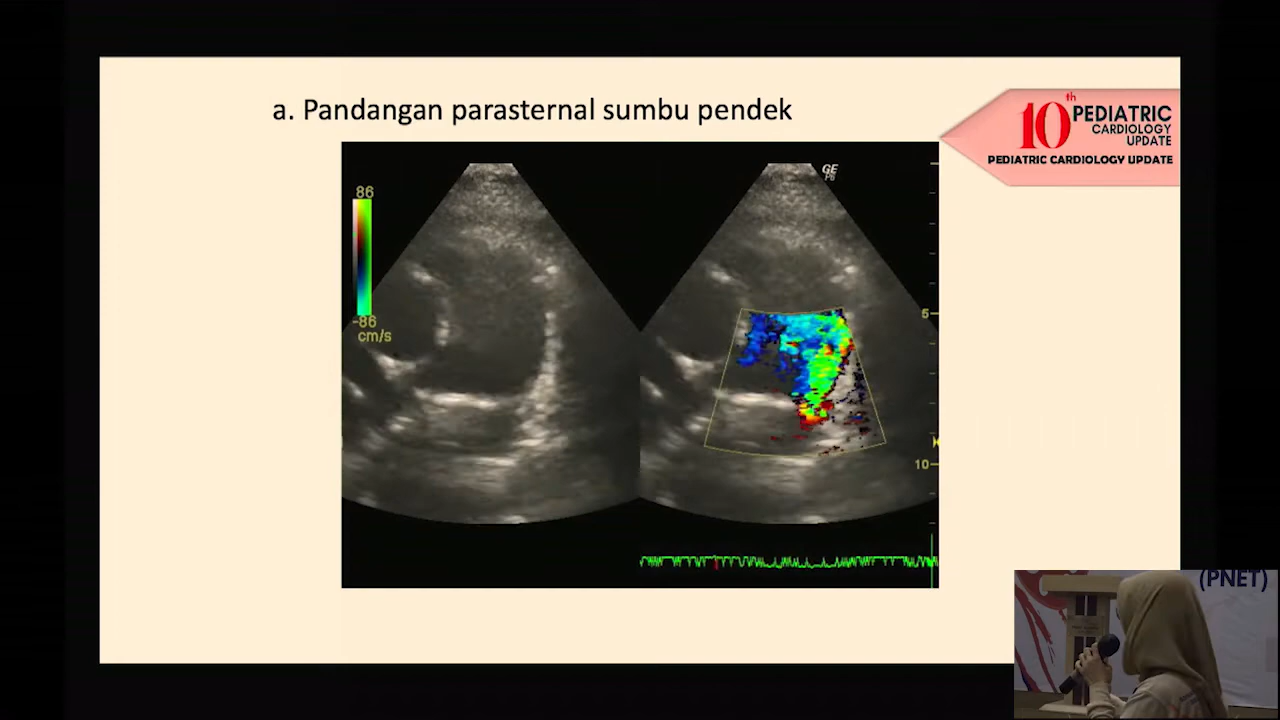 a. Pandangan parasternal sumbu pendek
10th PEDIATRIC
CARDIOLOGY
UPDATE
PEDIATRIC CARDIOLOGY UPDATE
86
-86
cm/s
GE
5
10
(PNET)